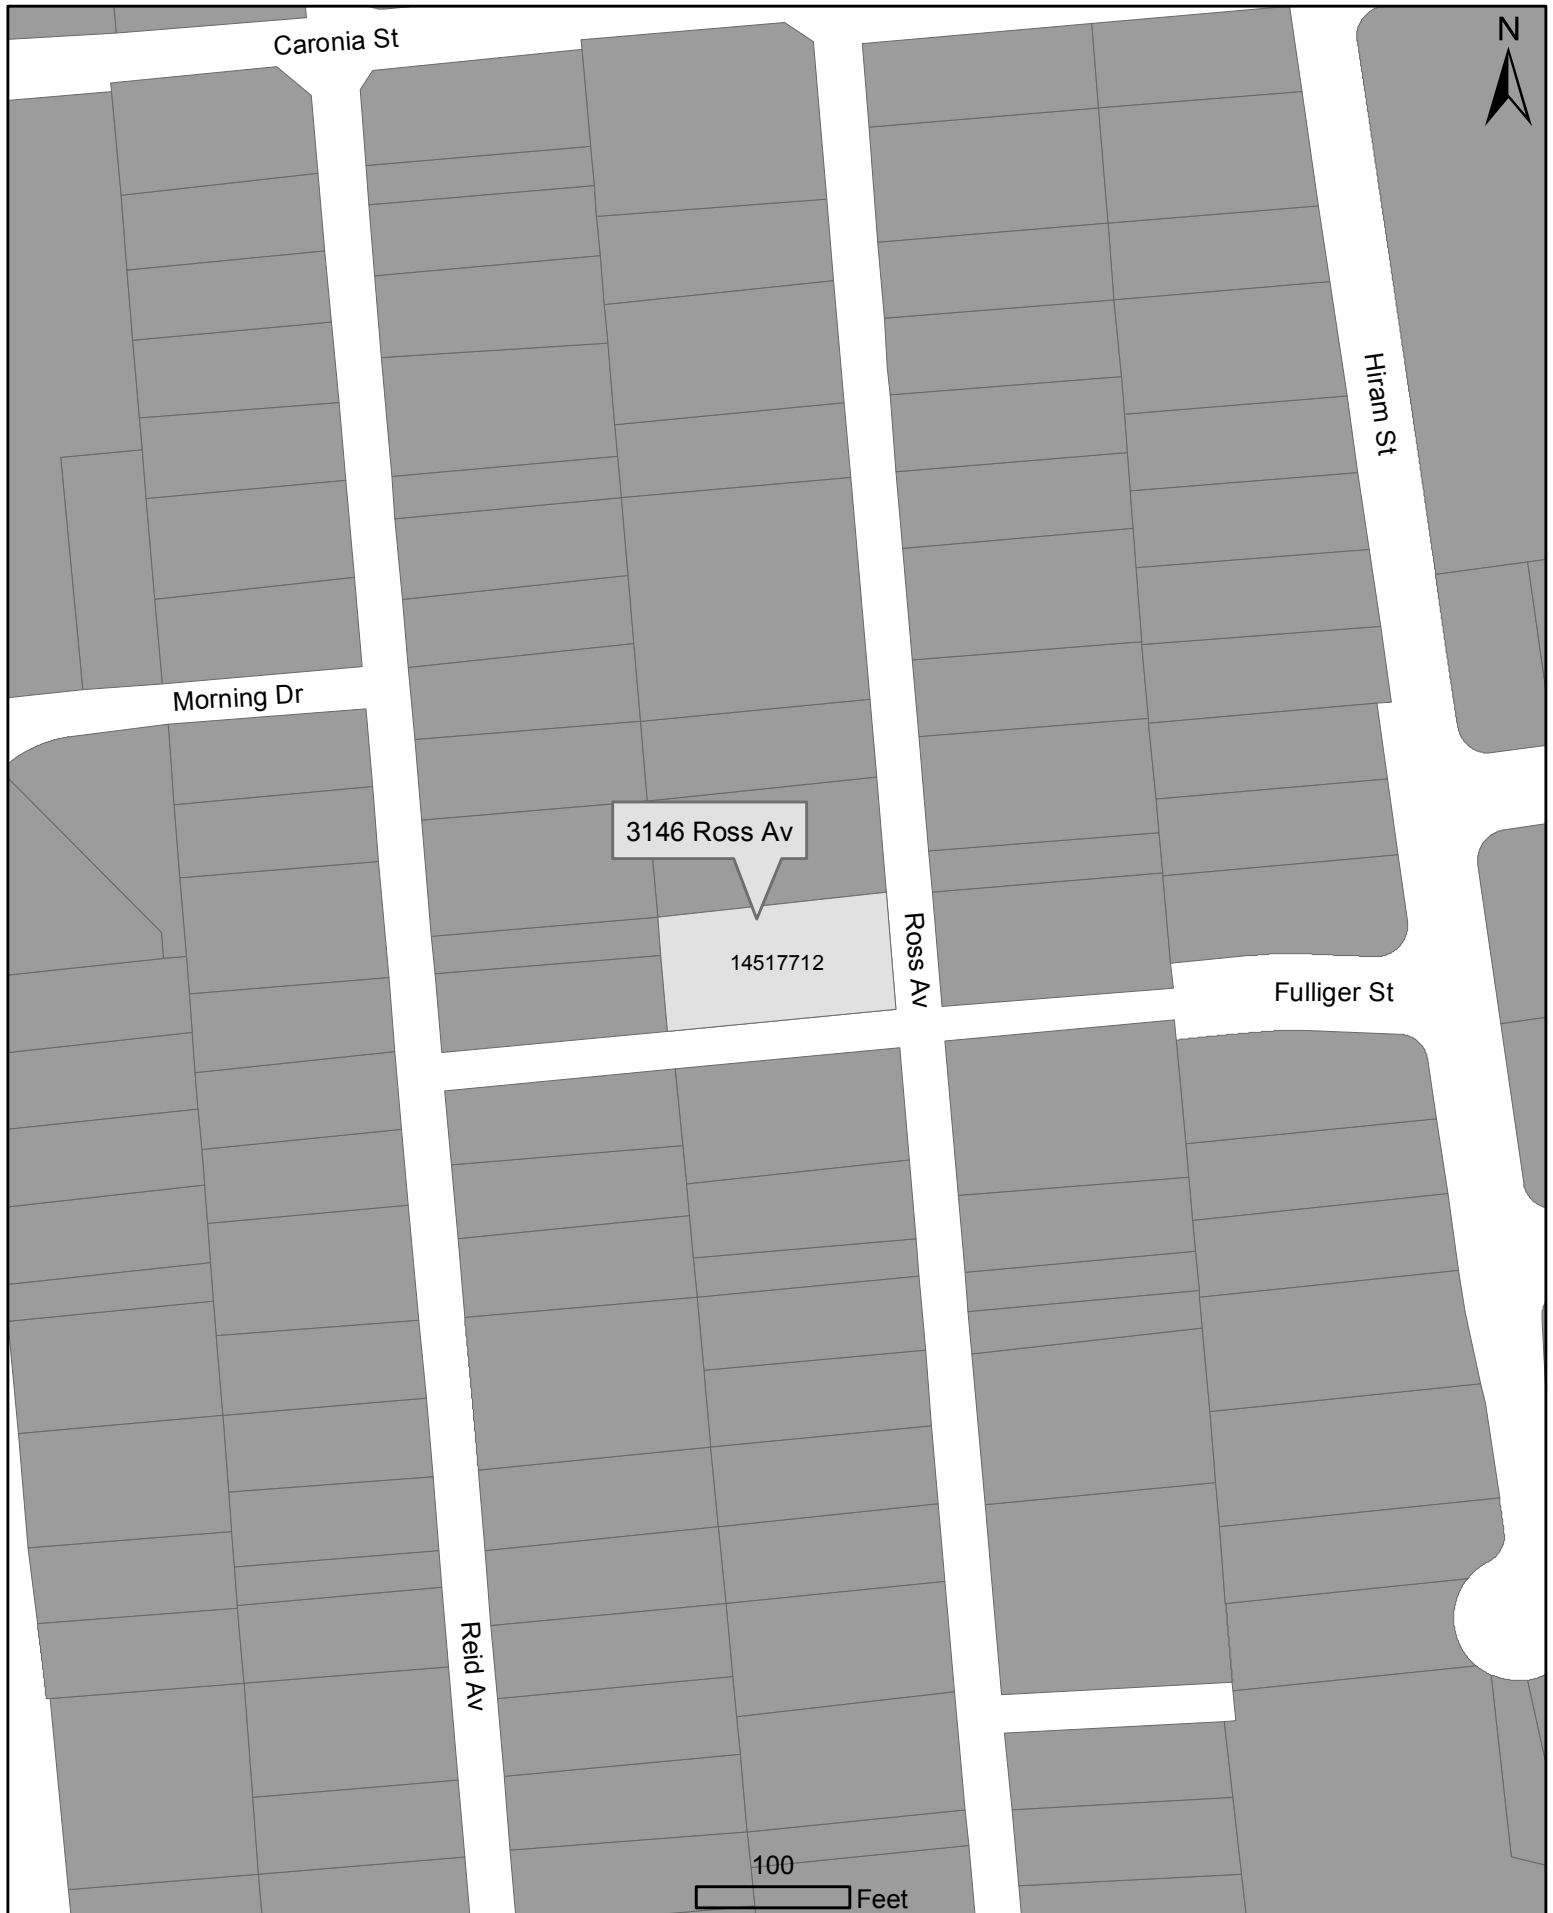 Caronia St
N
Hiram St
Morning Dr
3146 Ross Av
Ross Av
14517712
Fulliger St
Reid Av
100
Feet